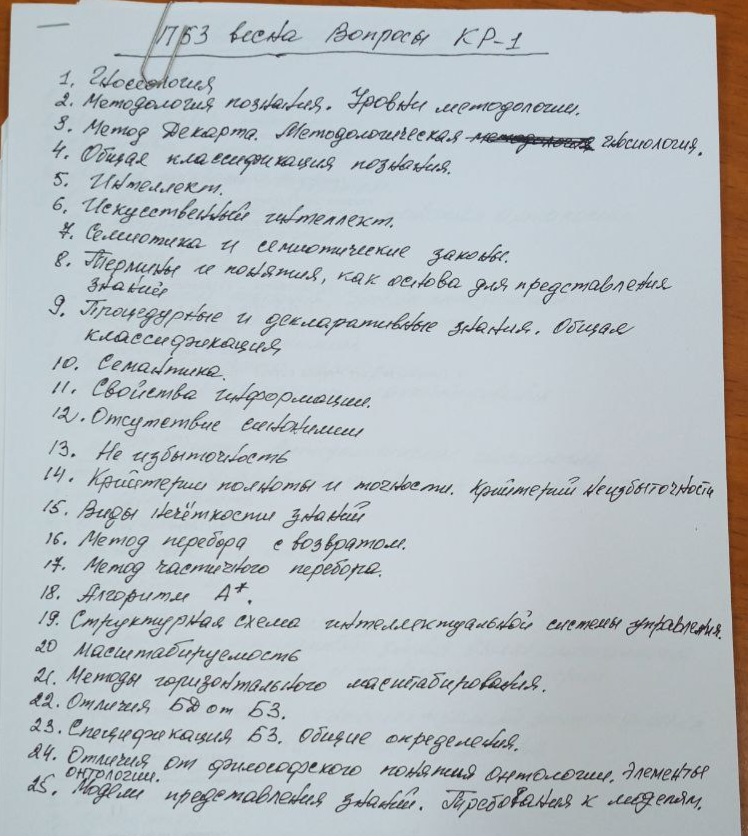 ПБЗ весна Вопросы КР-1
1. Гносеология
2. Методология познания. Уровни методологии.
3. Метод Декарта. Методологическая гносиология.
4. Общая классификация познания.
5. Интеллект.
6. Искусственный интеллект.
7. Семиотика и семиотические законы.
8. Термины и понятия, как основа для представления
знаний
9. Процедурные и декларативные знания. Общая
классификация
10. Семантика.
11. Свойства информации.
12. Отсутствие синонимии
13. Не избыточность
14. Критерии полноты и точности. Критерий неизбыточности
15. Виды нечёткости знаний
16. Метод перебора с возвратом.
17. Метод частичного перебора.
18. Алгоритм А*.
19. Структурная схема интеллектуальной системы управления.
20 Масштабируемость
21. Методы горизонтального масштабирования.
22. Отличия БД от БЗ.
23. Спецификация БЗ. Общие определения.
24. Отличия от философского понятия онтологии. Элементы
онтологии.
25. Модели представления знаний. Требования к моделям.